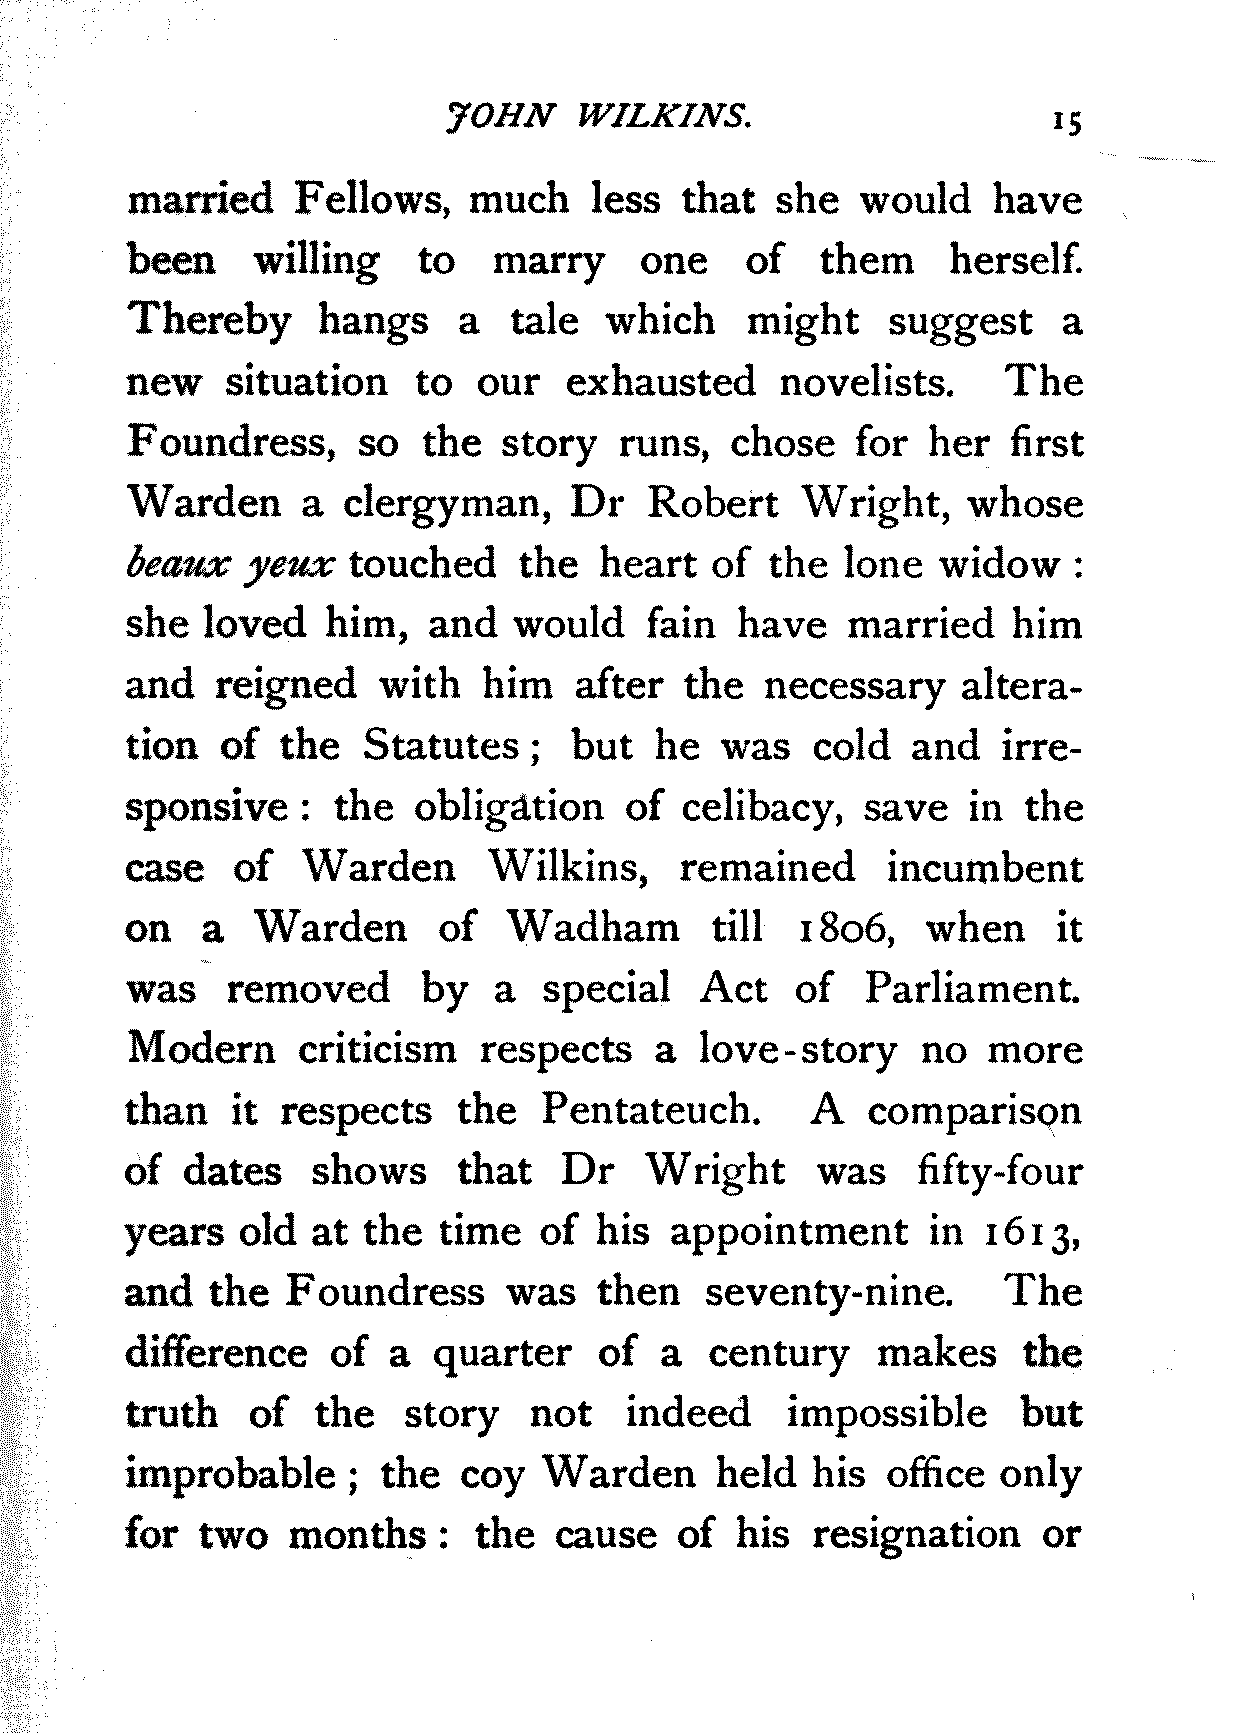 JOHN WILKINS. 15
married Fellows, much less that she would have
been willing to marry one of them herself.
Thereby hangs a tale which might suggest a
new situation to our exhausted novelists. The
Foundress, so the story runs, chose for her first
Warden a clergyman, Dr Robert Wright, whose
beaux yeux touched the heart of the lone widow :
she loved him, and would fain have married him
and reigned with him after the necessary altera-
tion of the Statutes ; but he was cold and irre-
sponsive : the obligation of celibacy, save in the
case of Warden Wilkins, remained incumbent
on a Warden of Wadham till 1806, when it
was removed by a special Act of Parliament.
Modern criticism respects a love-story no more
than it respects the Pentateuch. A comparison
of dates shows that Dr Wright was fifty-four
years old at the time of his appointment in 1613,
and the Foundress was then seventy-nine. The
difference of a quarter of a century makes the
truth of the story not indeed impossible but
improbable ; the coy Warden held his office only
for two months : the cause of his resignation or